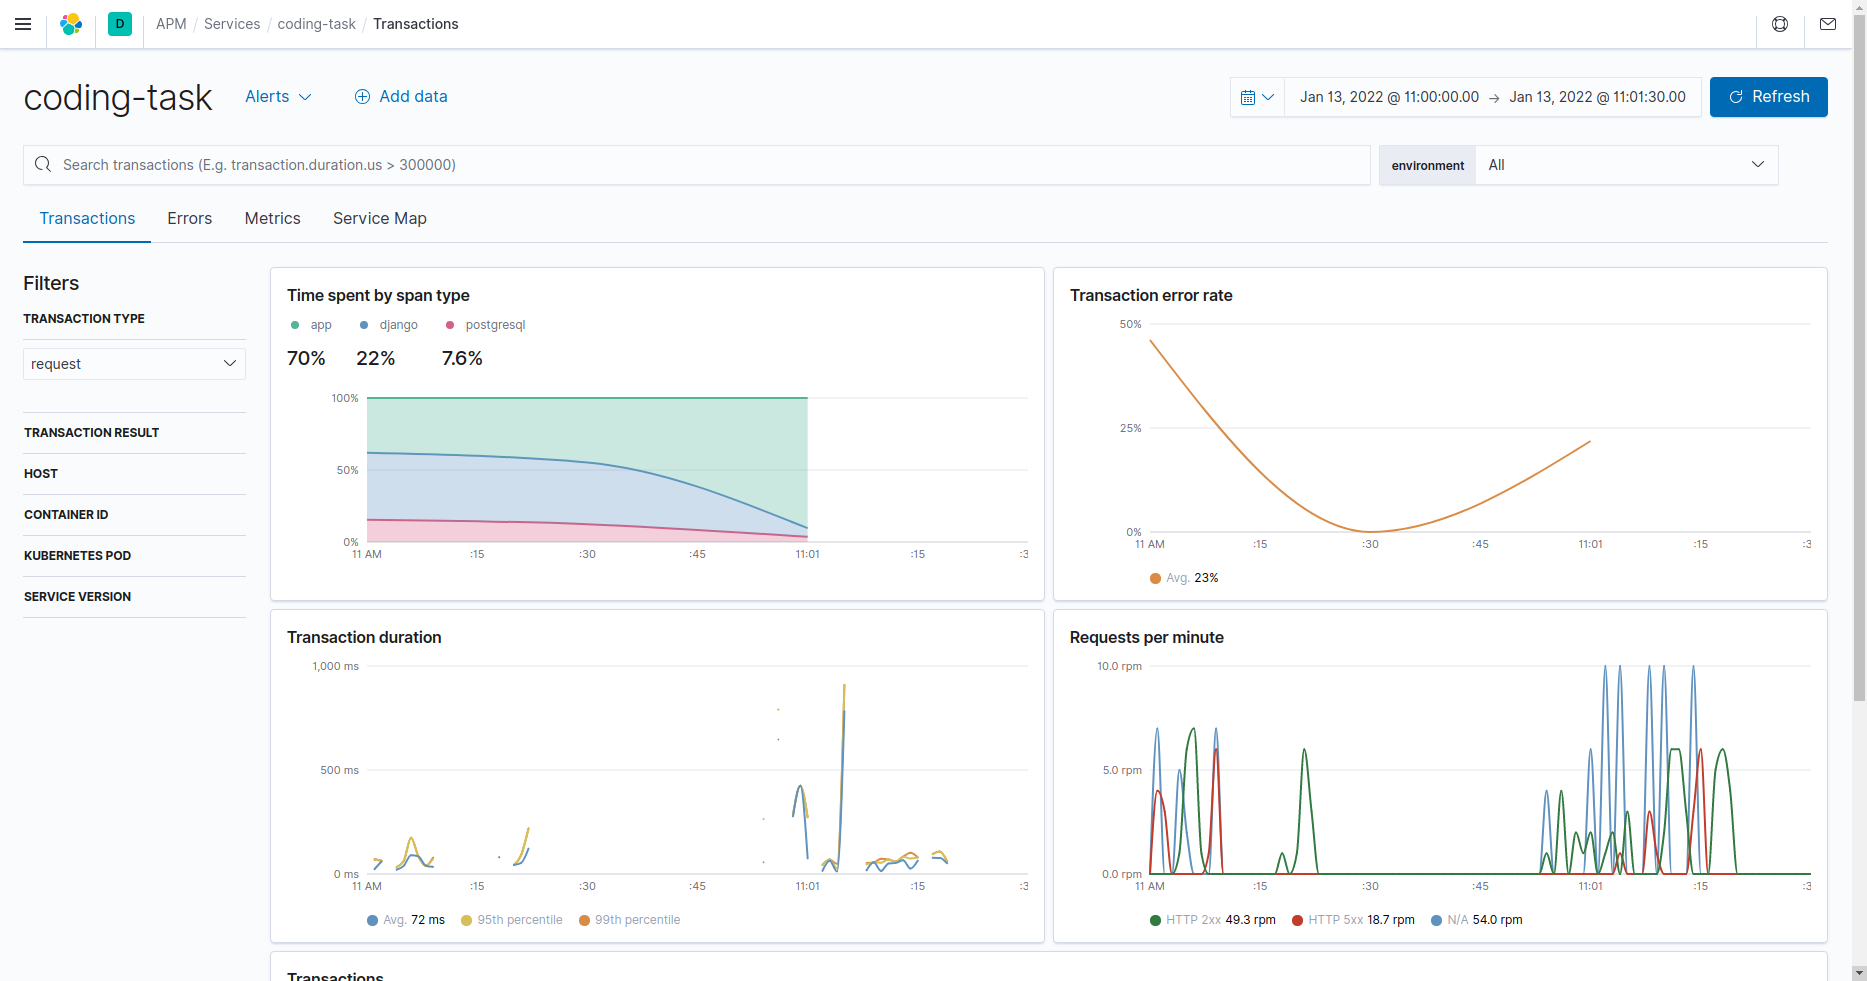 D APM / Services / coding-task / Transactions
coding-task Alerts Add data Jan 13, 2022 @ 11:00:00.00 → Jan 13, 2022 @ 11:01:30.00 Refresh
Search transactions (E.g. transaction.duration.us > 300000) environment All
Transactions Errors Metrics Service Map
Filters
TRANSACTION TYPE
request
TRANSACTION RESULT
HOST
CONTAINER ID
KUBERNETES POD
SERVICE VERSION
Time spent by span type
app django postgresql
70% 22% 7.6%
100%
50%
0%
11 AM :15 :30 :45 11:01 :15 :3
Transaction error rate
50%
25%
0%
11 AM :15 :30 :45 11:01 :15 :3
Avg. 23%
Transaction duration
1,000 ms
500 ms
0 ms
11 AM :15 :30 :45 11:01 :15 :3
Avg. 72 ms 95th percentile 99th percentile
Requests per minute
10.0 rpm
5.0 rpm
0.0 rpm
11 AM :15 :30 :45 11:01 :15 :3
HTTP 2xx 49.3 rpm HTTP 5xx 18.7 rpm N/A 54.0 rpm
Transactions